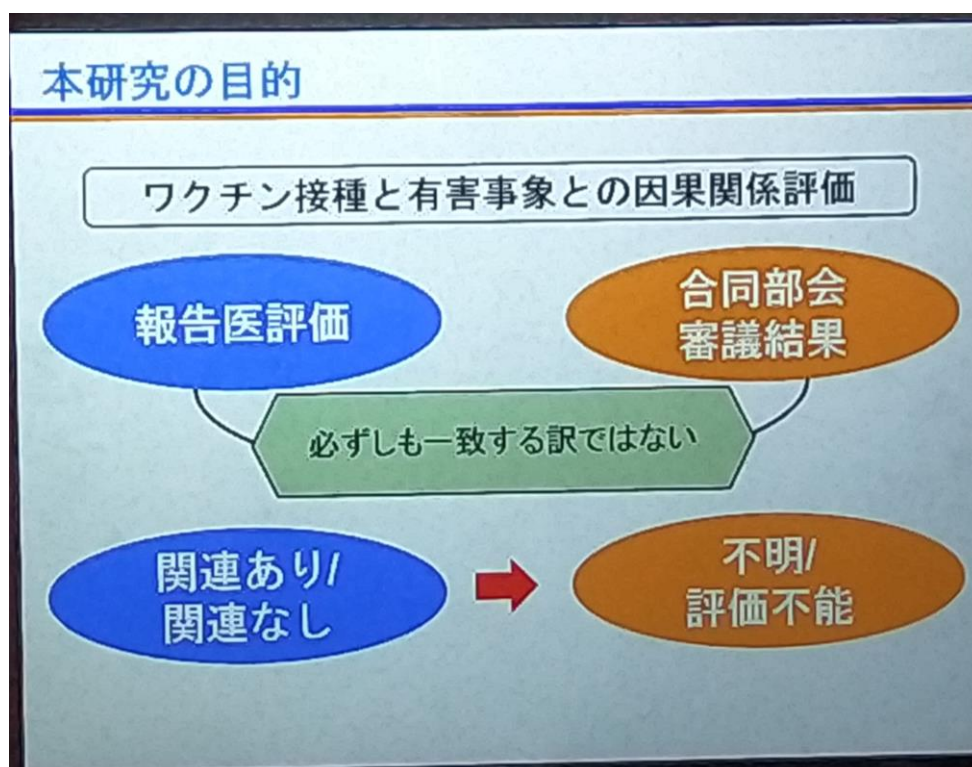 本研究の目的
ワクチン接種と有害事象との因果関係評価
報告医評価
合同部会
審議結果
必ずしも一致する訳ではない
関連あり/
関連なし
不明/
評価不能